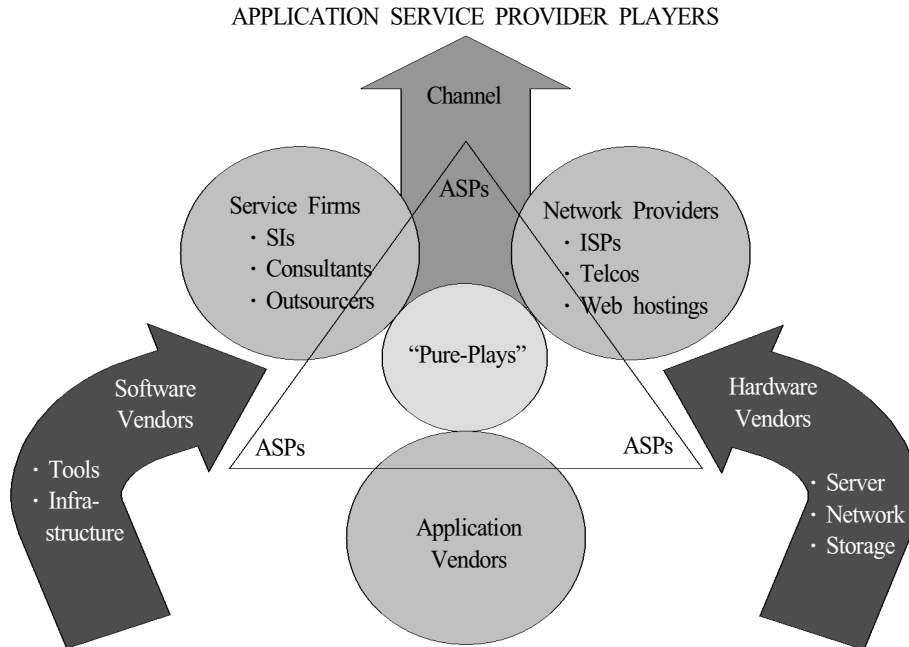 APPLICATION SERVICE PROVIDER PLAYERS
Channel
ASPs
Service Firms
· SIs
· Consultants
· Outsourcers
Network Providers
· ISPs
· Telcos
· Web hostings
“Pure-Plays”
Software
Vendors
· Tools
· Infra-
structure
Hardware
Vendors
· Server
· Network
· Storage
ASPs
ASPs
Application
Vendors